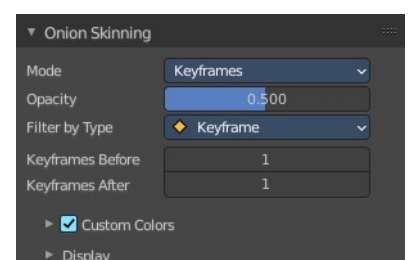 Onion Skinning
Mode Keyframes
Opacity 0.500
Filter by Type Keyframe
Keyframes Before 1
Keyframes After 1
Custom Colors
Display